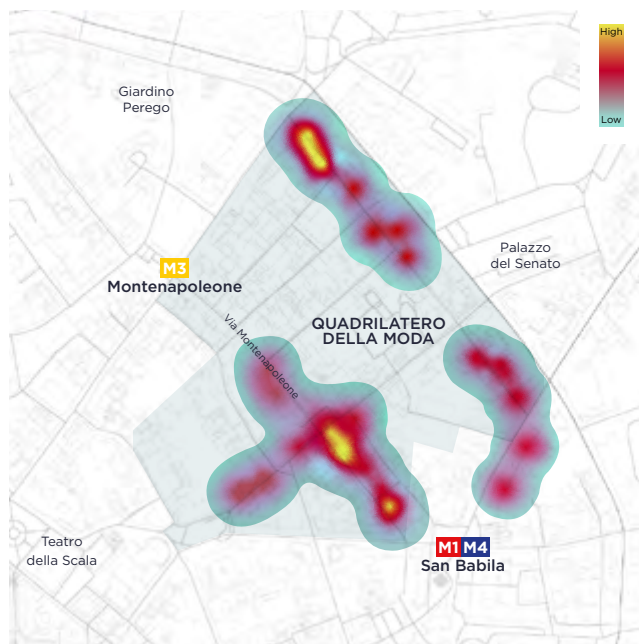 High
Low
Giardino
Perego
Palazzo
del Senato
M3
Montenapoleone
Via Montenapoleone
QUADRILATERO
DELLA MODA
Teatro
della Scala
M1 M4
San Babila